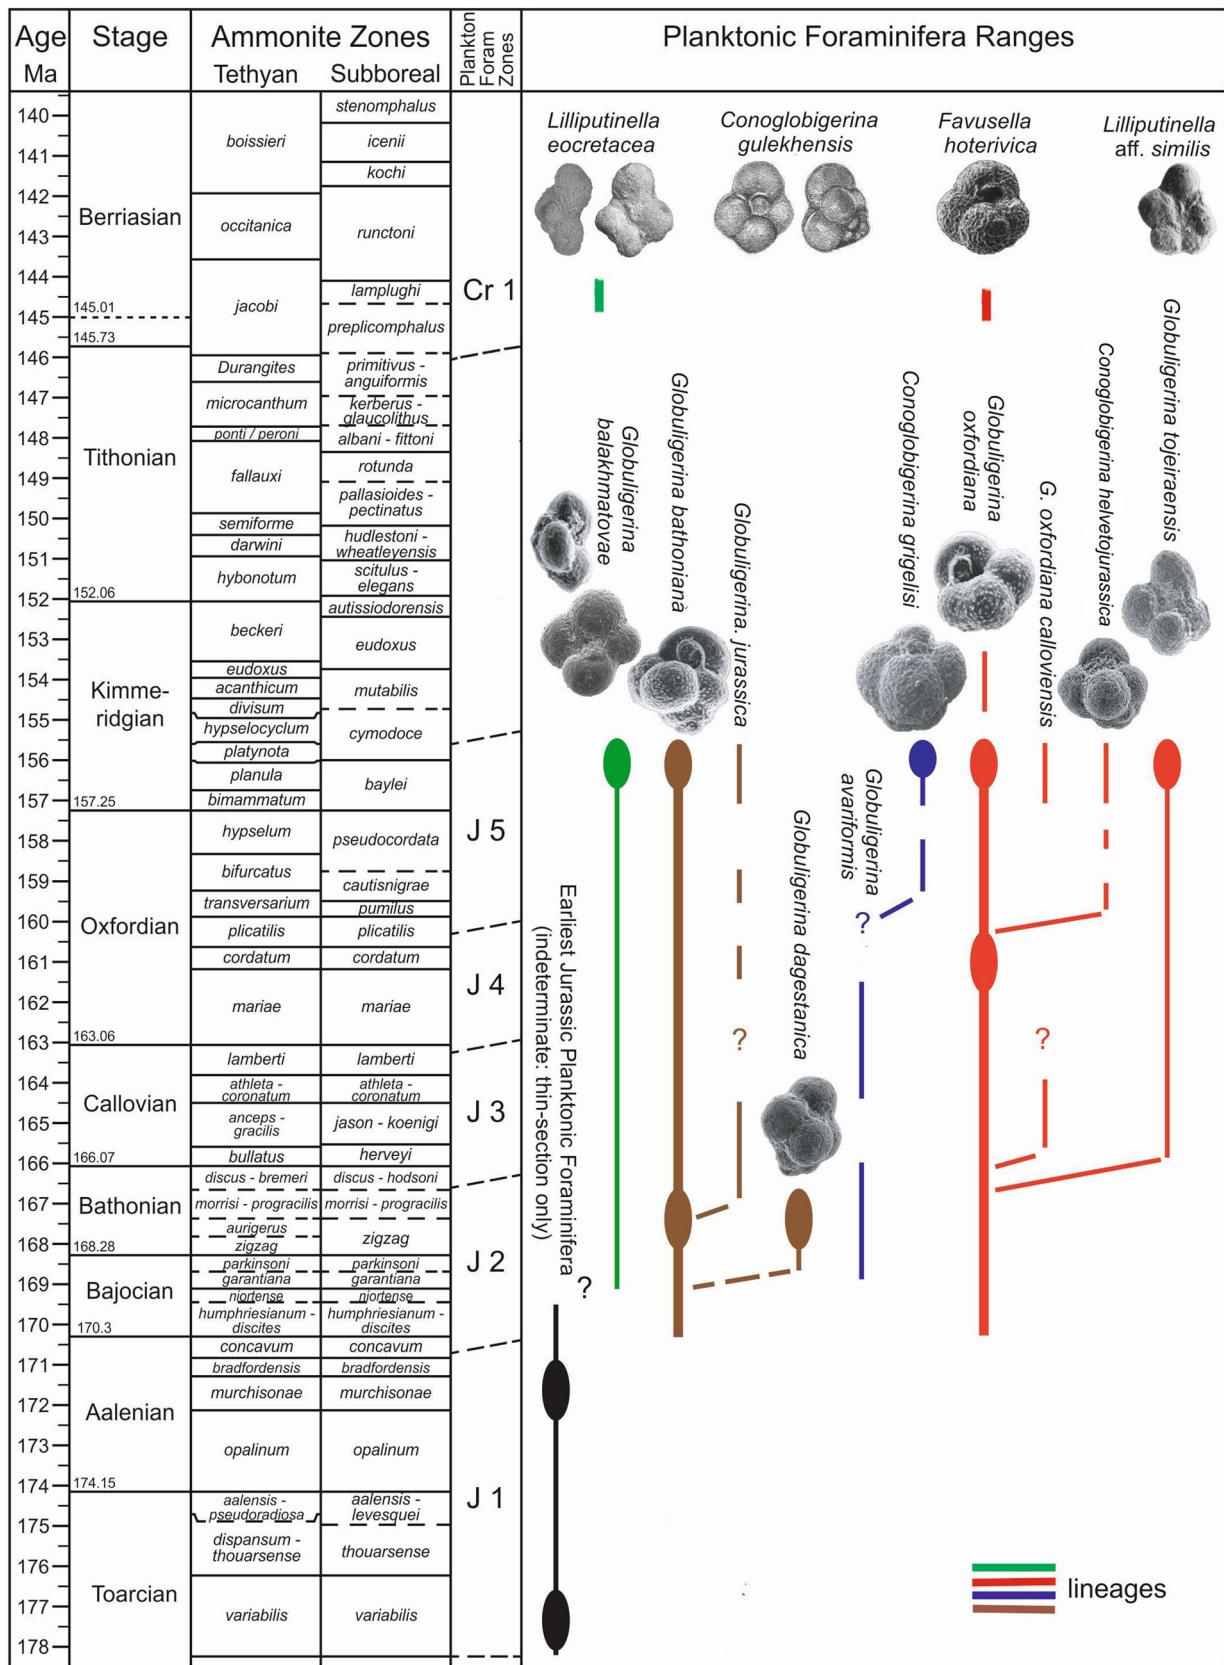 Age
Ma
Stage
Ammonite Zones
Tethyan
Subboreal
Plankton
Foram
Zones
Planktonic Foraminifera Ranges
140
141
142
143
144
145
146
147
148
149
150
151
152
153
154
155
156
157
158
159
160
161
162
163
164
165
166
167
168
169
170
171
172
173
174
175
176
177
178
Berriasian
145.01
145.73
Tithonian
152.06
Kimme-
ridgian
157.25
Oxfordian
163.06
Callovian
166.07
Bathonian
168.28
Bajocian
170.3
Aalenian
174.15
Toarcian
boissieri
occitanica
jacobi
Durangites
microcanthum
ponti / peroni
fallauxi
semiforme
darwini
hybonotum
beckeri
eudoxus
acanthicum
divisum
hypselocyclum
platynota
planula
bimammatum
hypselum
bifurcatus
transversarium
plicatilis
cordatum
mariae
lamberti
athleta -
coronatum
anceps -
gracilis
bullatus
discus - bremeri
morrisi - progracilis
aurigerus
zigzag
parkinsoni
garantiana
niortense
humphriesianum -
discites
concavum
bradfordensis
murchisonae
opalinum
aalensis -
pseudoradiosa
dispansum -
thouarsense
variabilis
stenomphalus
icenii
kochi
runctoni
lamplughi
preplicomphalus
primitivus -
anguiformis
kerberus -
glaucolithus
albani - fittoni
rotunda
pallasioides -
pectinatus
hudlestoni -
wheatleyensis
scitulus -
elegans
autissiodorensis
eudoxus
mutabilis
cymodoce
baylei
pseudocordata
cautisnigrae
pumilus
plicatilis
cordatum
mariae
lamberti
athleta -
coronatum
jason - koenigi
herveyi
discus - hodsoni
morrisi - progracilis
zigzag
parkinsoni
garantiana
niortense
humphriesianum -
discites
concavum
bradfordensis
murchisonae
opalinum
aalensis -
levesquei
thouarsense
variabilis
Cr 1
J 5
J 4
J 3
J 2
J 1
Lilliputinella
eocretacea
Conoglobigerina
gulekhensis
Favusella
hoterivica
Lilliputinella
aff. similis
Globuligerina
balakhmatovae
Globuligerina bathonianà
Globuligerina. jurassica
Globuligerina dagestanica
Globuligerina
avariformis
Conoglobigerina grigelisi
Globuligerina
oxfordiana
G. oxfordiana calloviensis
Conoglobigerina helvetojurassica
Globuligerina tojeiraensis
Earliest Jurassic Planktonic Foraminifera
(indeterminate: thin-section only)
?
?
?
?
lineages